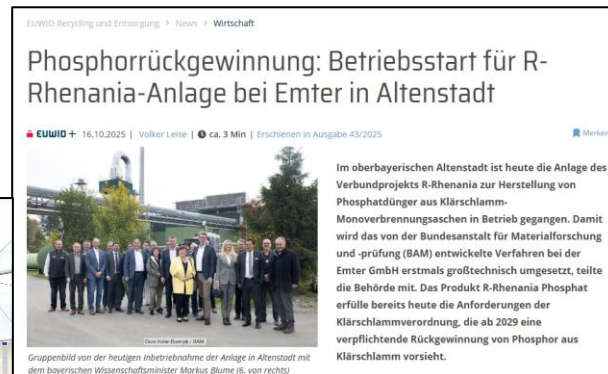 EUWID Recycling und Entsorgung > News > Wirtschaft
Phosphorrückgewinnung: Betriebsstart für R-
Rhenania-Anlage bei Emter in Altenstadt
EUWID + 16.10.2025 | Volker Leise | ca. 3 Min | Erschienen in Ausgabe 43/2025
Merken
Im oberbayerischen Altenstadt ist heute die Anlage des
Verbundprojekts R-Rhenania zur Herstellung von
Phosphatdünger aus Klärschlamm-
Monoverbrennungsaschen in Betrieb gegangen. Damit
wird das von der Bundesanstalt für Materialforschung
und -prüfung (BAM) entwickelte Verfahren bei der
Emter GmbH erstmals großtechnisch umgesetzt, teilte
die Behörde mit. Das Produkt R-Rhenania Phosphat
erfülle bereits heute die Anforderungen der
Klärschlammverordnung, die ab 2029 eine
verpflichtende Rückgewinnung von Phosphor aus
Klärschlamm vorsieht.
/ BAM
Gruppenbild von der heutigen Inbetriebnahme der Anlage in Altenstadt mit
dem bayerischen Wissenschaftsminister Markus Blume (6. von rechts)